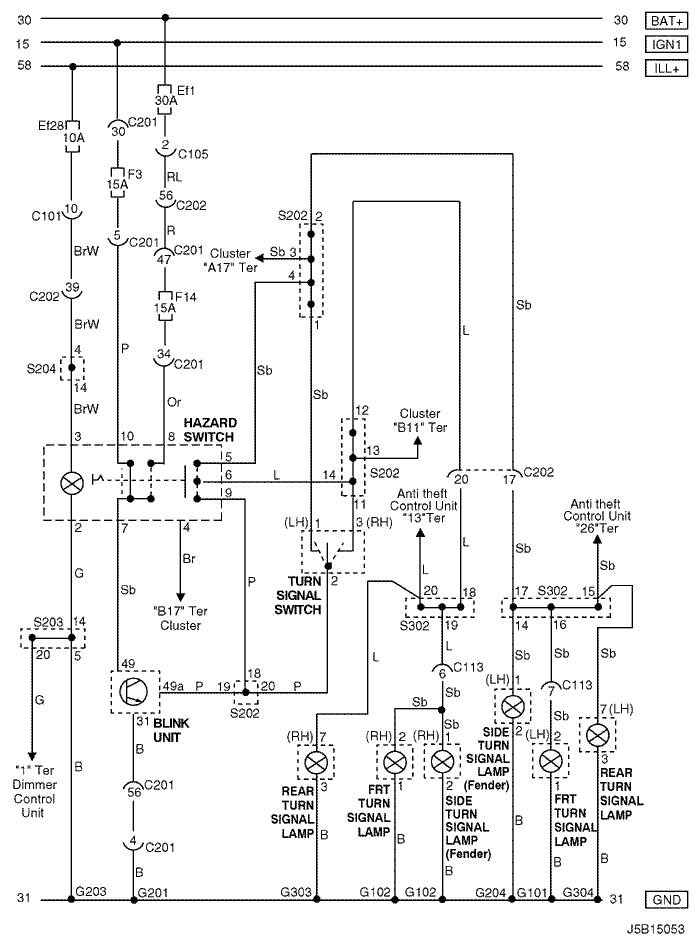 30
30
BAT+
15
15
IGN1
58
58
ILL+
Ef1
30A
Ef28
10A
C201
30
2
C105
F3
15A
RL
56
C202
C101
10
R
5
C201
C201
47
BrW
39
C202
F14
15A
BrW
P
34
C201
4
S204
14
BrW
Or
S202
2
Cluster
"A17" Ter
Sb
3
4
1
Sb
L
Sb
Sb
HAZARD
SWITCH
3
10
8
5
6
9
L
2
7
4
12
Cluster
"B11" Ter
13
14
S202
11
20
17
C202
Anti theft
Control Unit
"13"Ter
Anti theft
Control Unit
"26"Ter
(LH)
1
3
(RH)
2
TURN
SIGNAL
SWITCH
G
Sb
Br
"B17" Ter
Cluster
P
L
L
Sb
Sb
20
18
S302
19
17
S302
15
14
16
S203
14
20
5
G
"1" Ter
Dimmer
Control
Unit
B
49
49a
P
19
18
20
P
S202
31
BLINK
UNIT
B
56
C201
4
C201
B
L
L
6
C113
Sb
Sb
Sb
Sb
Sb
7
C113
Sb
(RH)
7
3
REAR
TURN
SIGNAL
LAMP
B
(RH)
2
1
FRT
TURN
SIGNAL
LAMP
B
(RH)
1
2
SIDE
TURN
SIGNAL
LAMP
(Fender)
B
(LH)
1
2
SIDE
TURN
SIGNAL
LAMP
(Fender)
B
(LH)
2
1
FRT
TURN
SIGNAL
LAMP
B
7
(LH)
3
REAR
TURN
SIGNAL
LAMP
B
31
G203
G201
G303
G102
G102
G204
G101
G304
31
GND
J5B15053